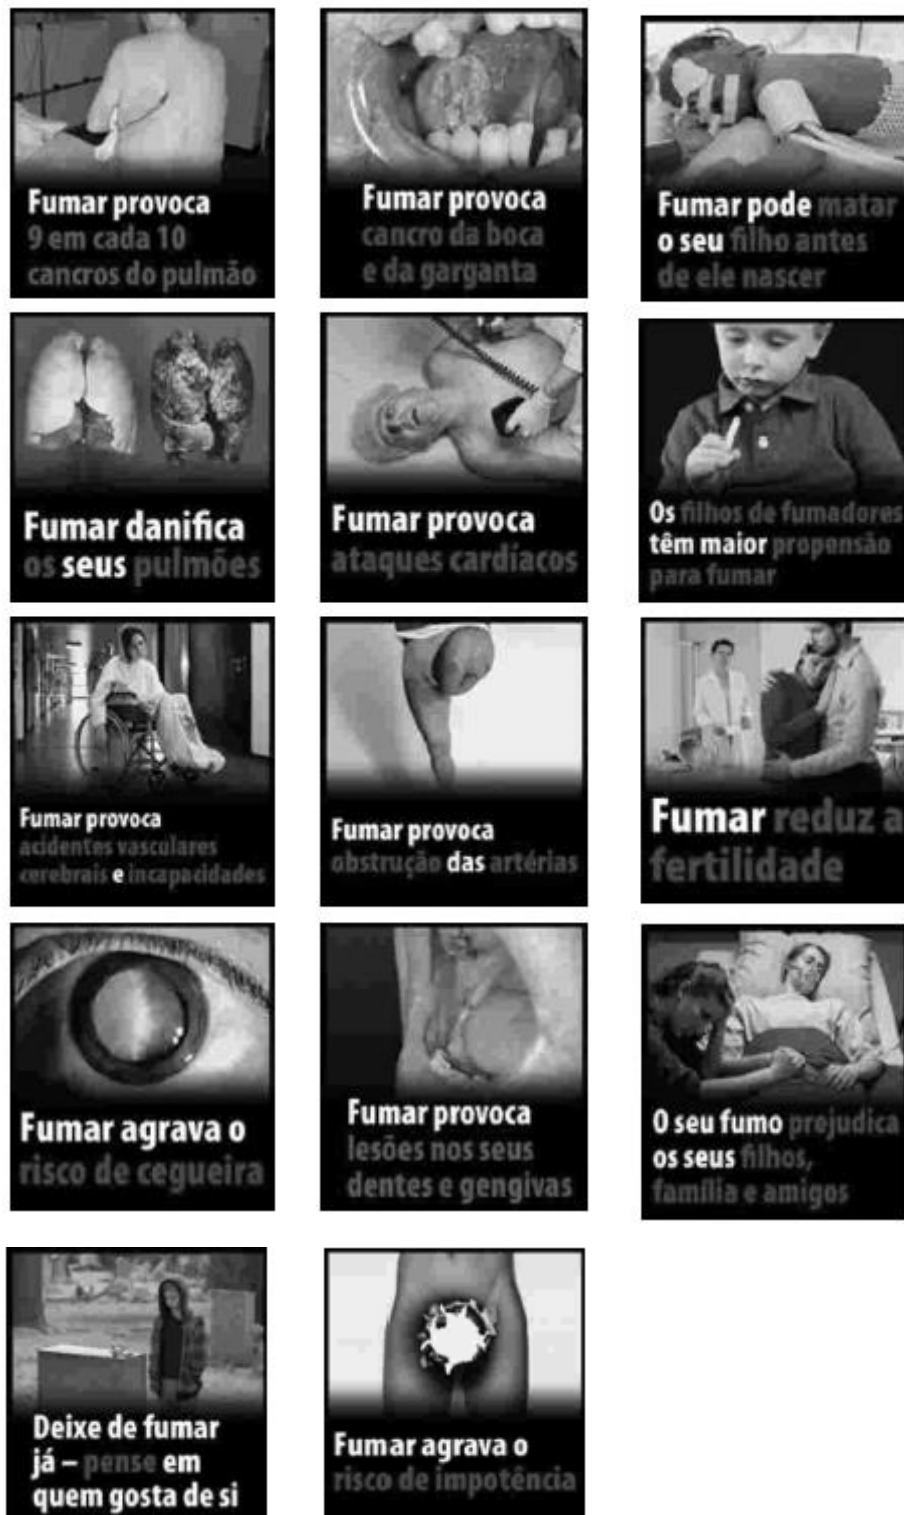 Fumar provoca
9 em cada 10
cancros do pulmão
Fumar provoca
cancro da boca
e da garganta
Fumar pode matar
o seu filho antes
de ele nascer
Fumar danifica
os seus pulmões
Fumar provoca
ataques cardíacos
Os filhos de fumadores
têm maior propensão
para fumar
Fumar provoca
acidentes vasculares
cerebrais e incapacidades
Fumar provoca
obstrução das artérias
Fumar reduz a
fertilidade
Fumar agrava o
risco de cegueira
Fumar provoca
lesões nos seus
dentes e gengivas
O seu fumo prejudica
os seus filhos,
família e amigos
Deixe de fumar
já – pense em
quem gosta de si
Fumar agrava o
risco de impotência